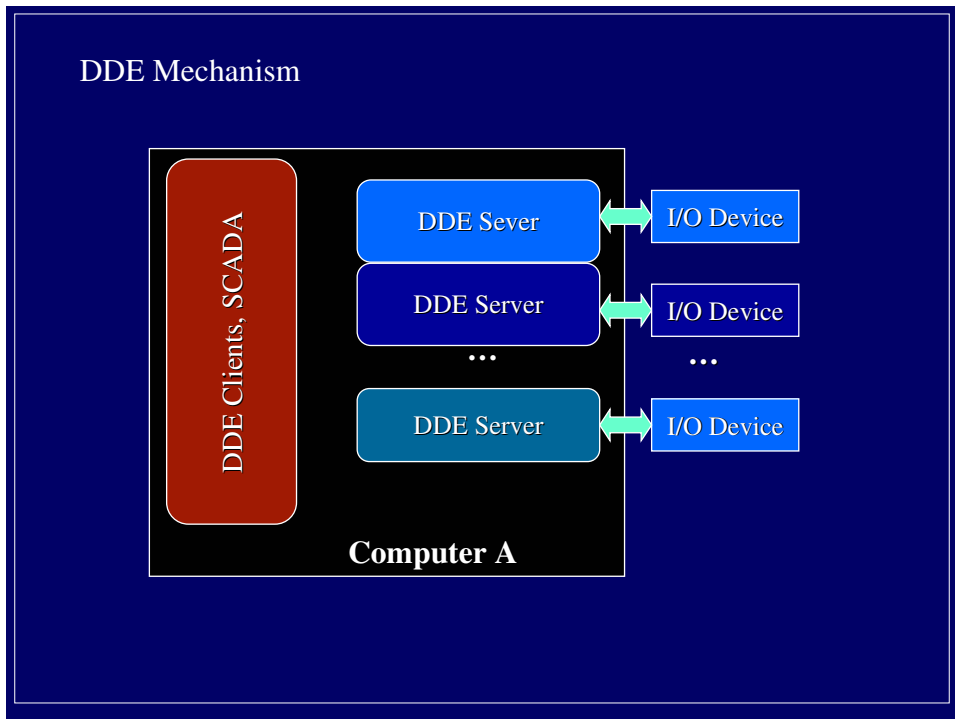 DDE Mechanism
DDE Clients, SCADA
DDE Sever
I/O Device
DDE Server
I/O Device
...
...
DDE Server
I/O Device
Computer A